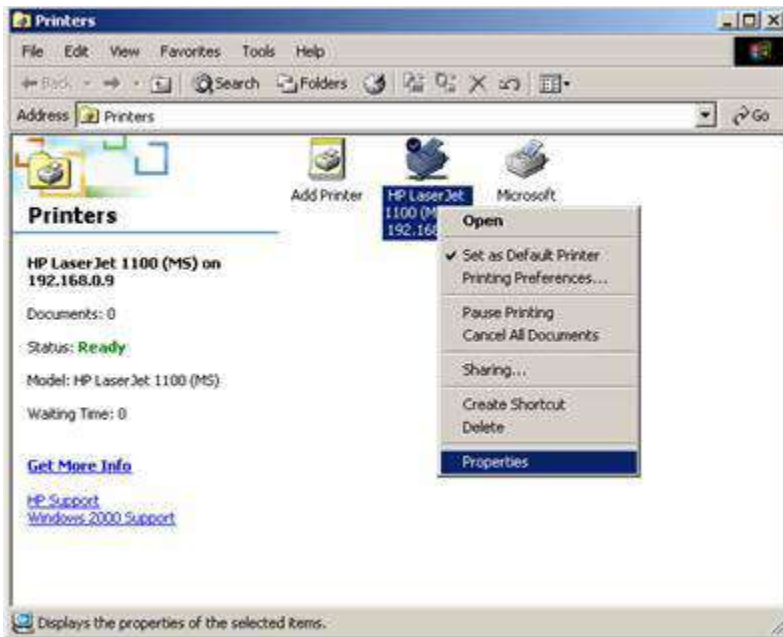 Printers
File Edit View Favorites Tools Help
Back Search Folders
Address Printers Go
Add Printer
HP LaserJet
1100 (M
192.168
Microsoft
Printers
HP LaserJet 1100 (MS) on
192.168.0.9
Documents: 0
Status: Ready
Model: HP LaserJet 1100 (MS)
Waiting Time: 0
Get More Info
HP Support
Windows 2000 Support
Open
Set as Default Printer
Printing Preferences...
Pause Printing
Cancel All Documents
Sharing...
Create Shortcut
Delete
Properties
Displays the properties of the selected items.